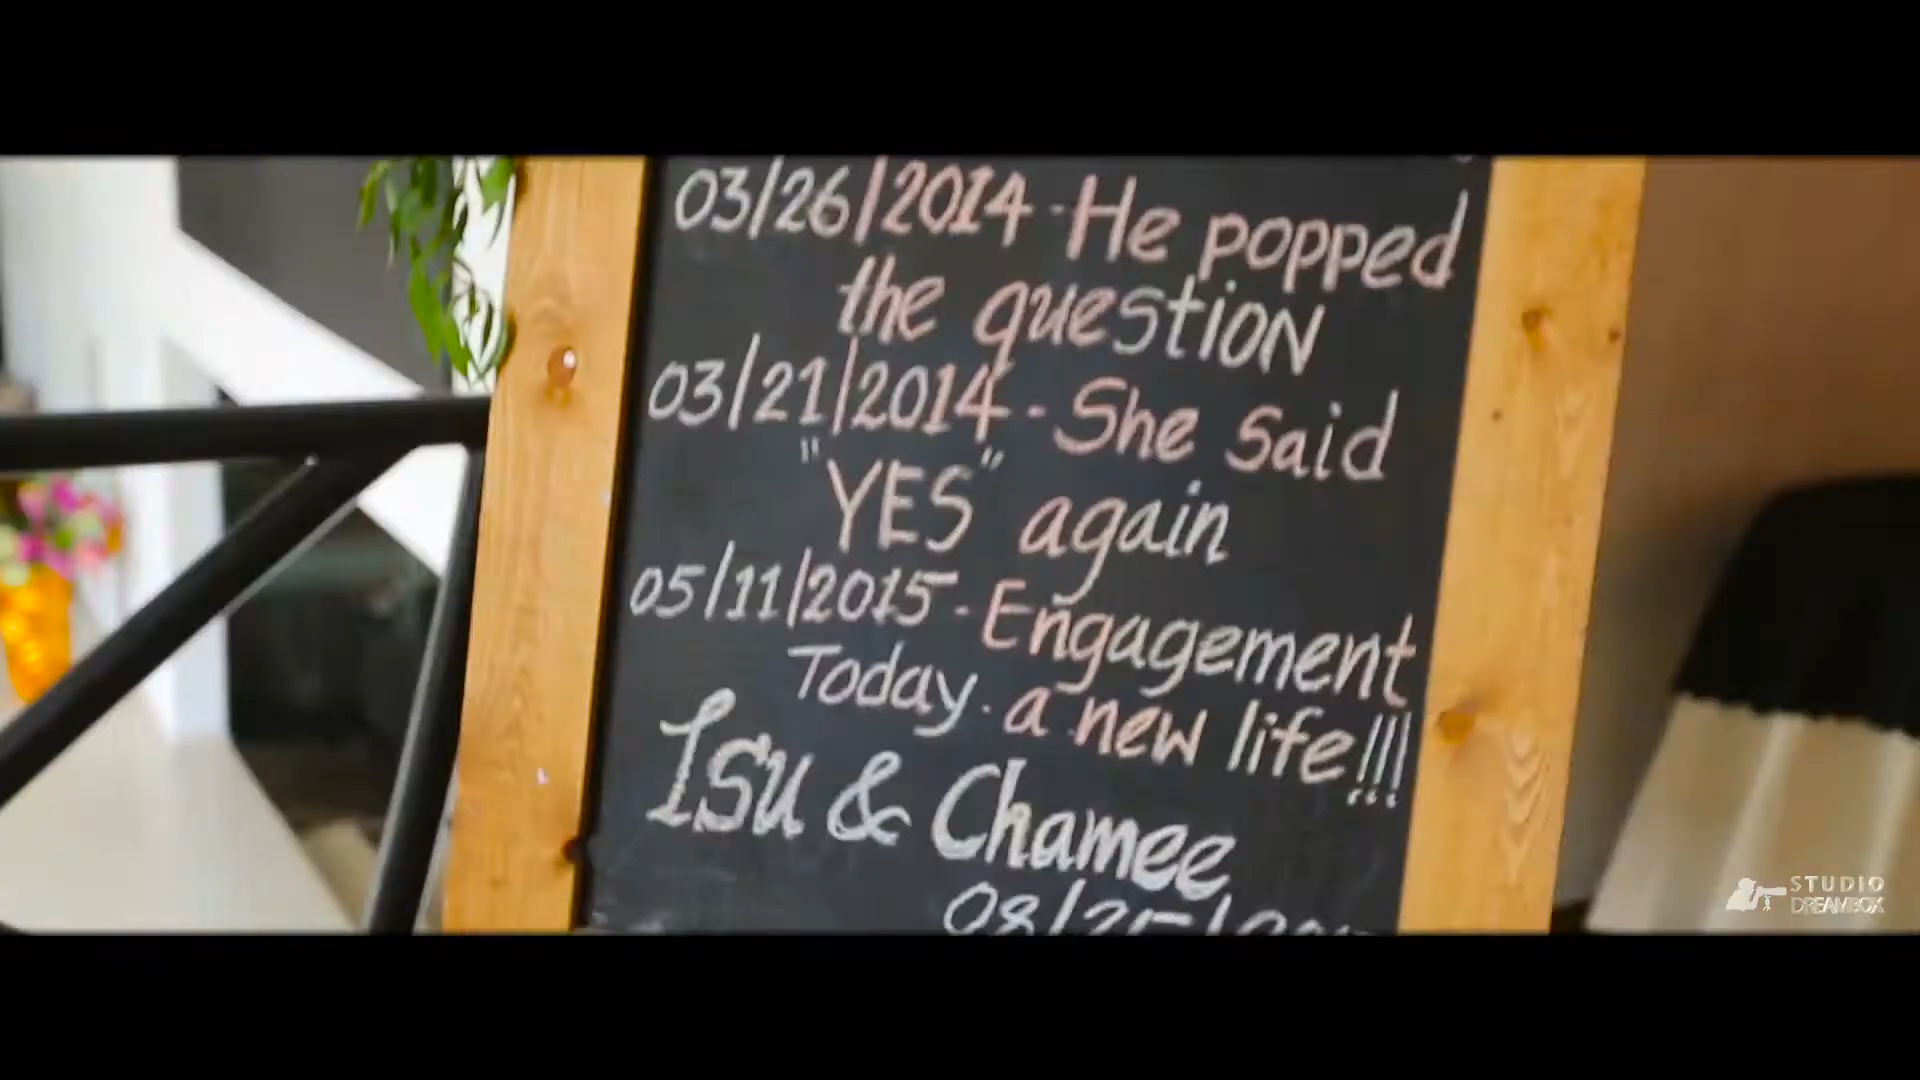 03/26/2014 - He popped
the question
03/21/2014 - She said
"YES" again
05/11/2015 - Engagement
Today. a new life!!!
Isu & Chamee
STUDIO
DREAMBOX